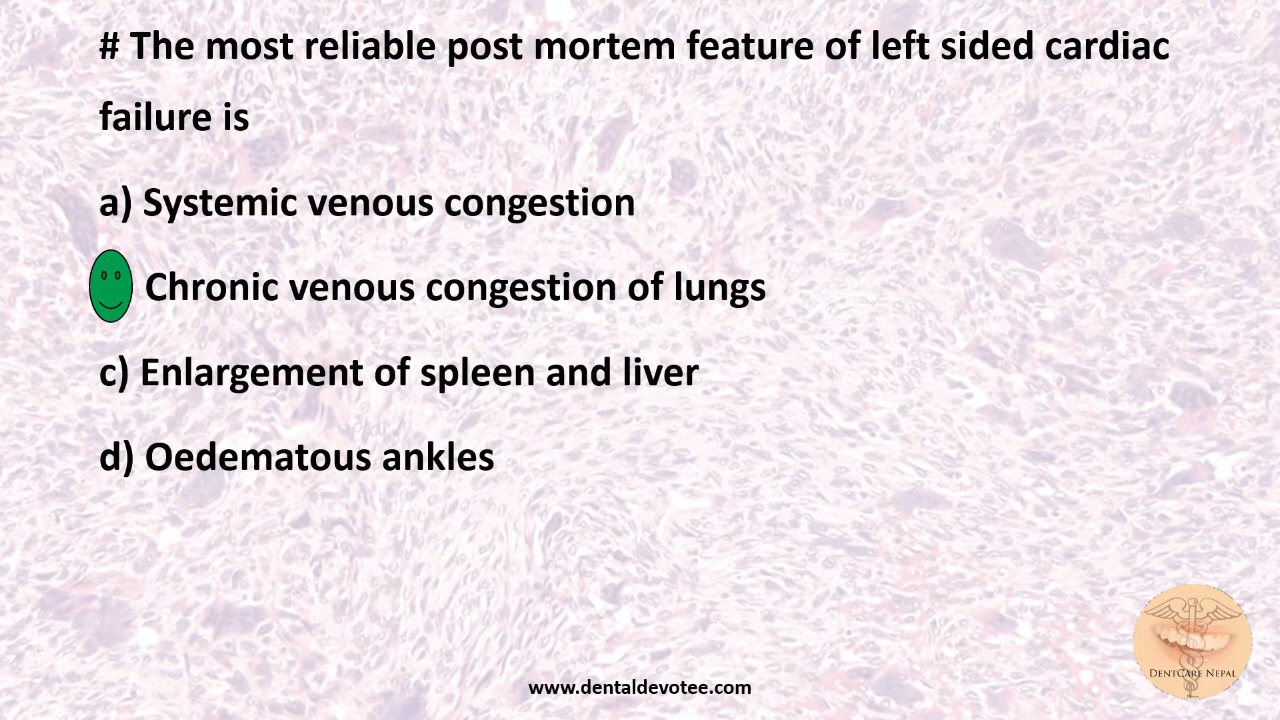 # The most reliable post mortem feature of left sided cardiac
failure is
a) Systemic venous congestion
Chronic venous congestion of lungs
c) Enlargement of spleen and liver
d) Oedematous ankles
DentCare Nepal
www.dentaldevotee.com